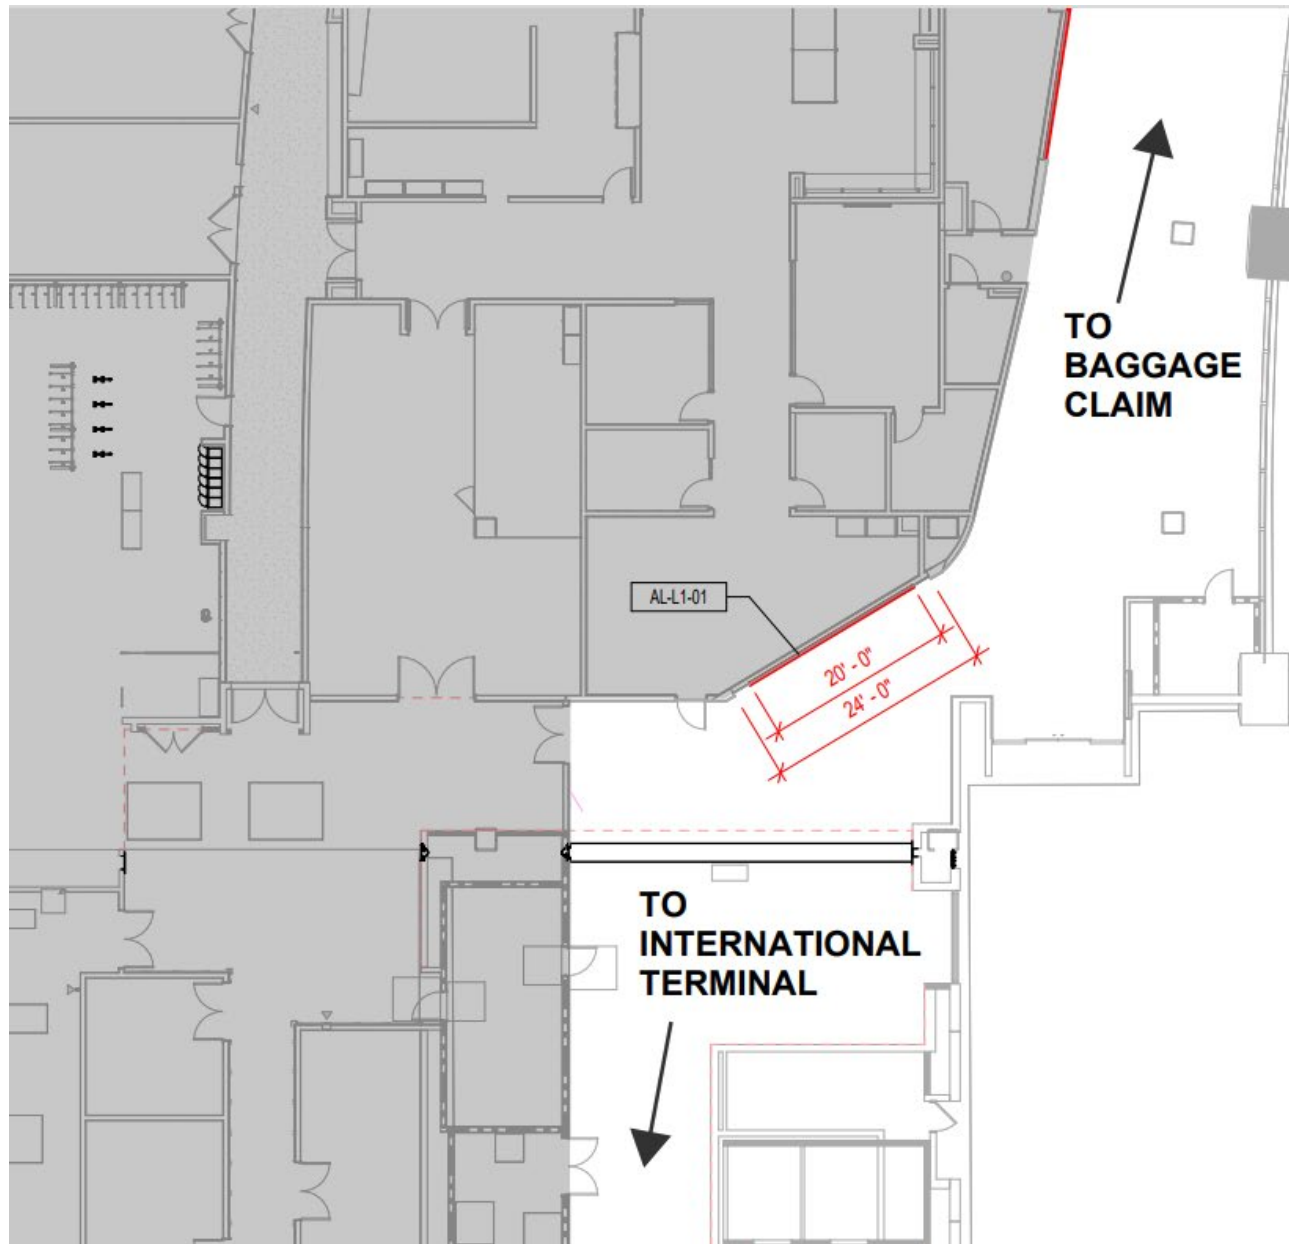 TO
BAGGAGE
CLAIM
AL-L1-01
20' - 0"
24' - 0"
TO
INTERNATIONAL
TERMINAL